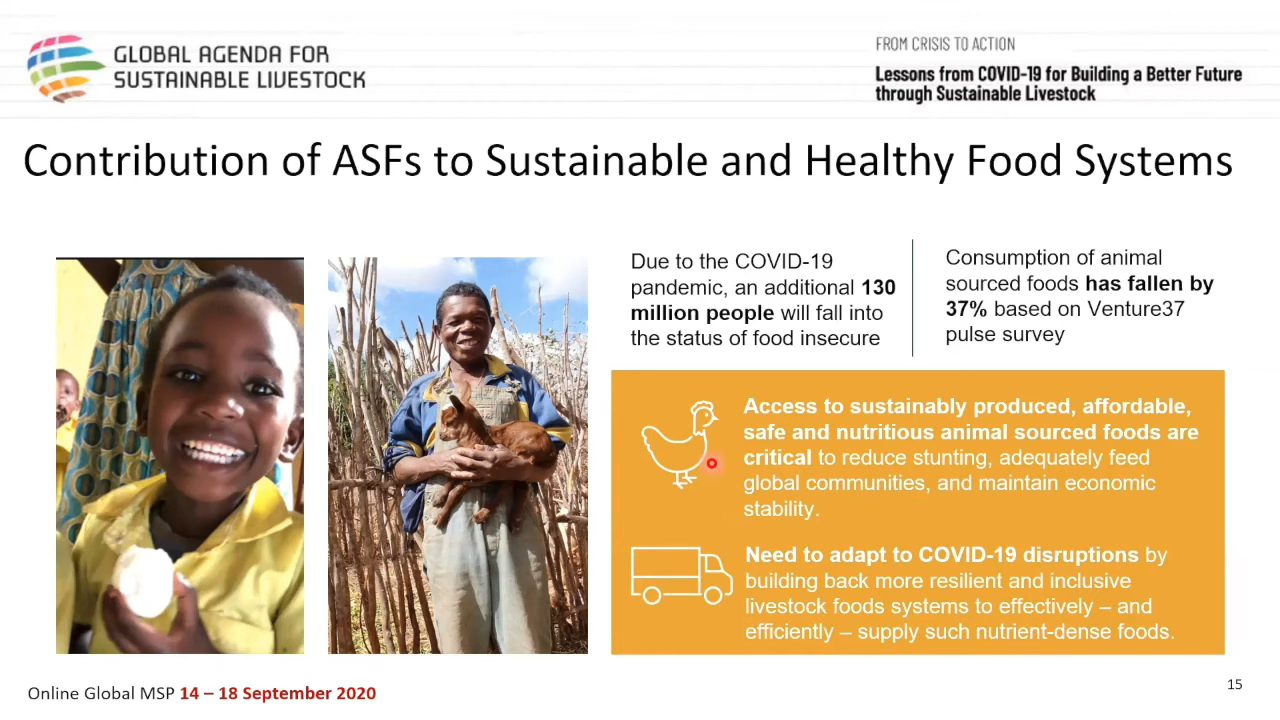 GLOBAL AGENDA FOR
SUSTAINABLE LIVESTOCK
FROM CRISIS TO ACTION
Lessons from COVID-19 for Building a Better Future
through Sustainable Livestock
Contribution of ASFs to Sustainable and Healthy Food Systems
Due to the COVID-19
pandemic, an additional 130
million people will fall into
the status of food insecure
Consumption of animal
sourced foods has fallen by
37% based on Venture37
pulse survey
Access to sustainably produced, affordable,
safe and nutritious animal sourced foods are
critical to reduce stunting, adequately feed
global communities, and maintain economic
stability.
Need to adapt to COVID-19 disruptions by
building back more resilient and inclusive
livestock foods systems to effectively – and
efficiently – supply such nutrient-dense foods.
Online Global MSP 14 – 18 September 2020
15